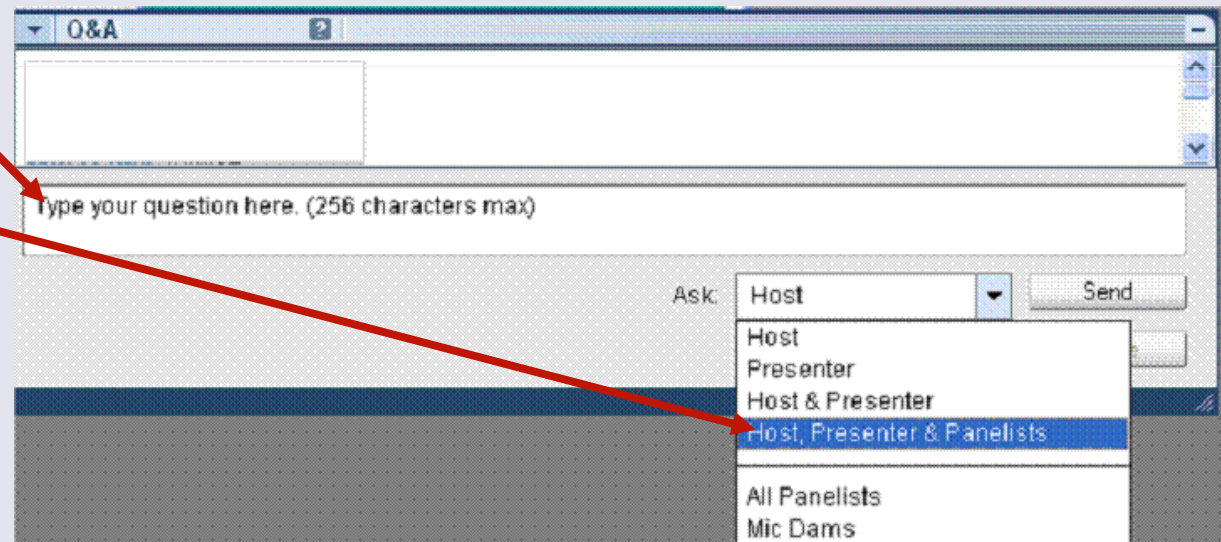 Q&A ?
Type your question here. (256 characters max)
Ask: Host Send
Host
Presenter
Host & Presenter
Host, Presenter & Panelists
All Panelists
Mic Dams